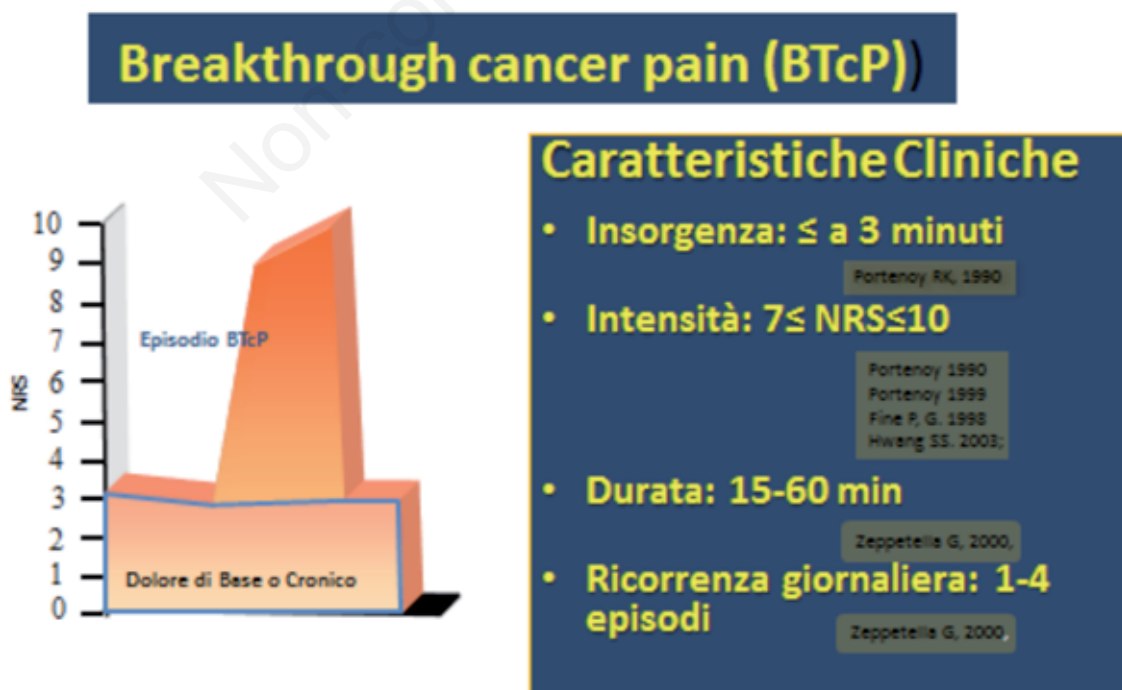 Breakthrough cancer pain (BTcP))
10
9
8
7
6
5
4
3
2
1
0
NRS
Episodio BTcP
Dolore di Base o Cronico
Caratteristiche Cliniche
• Insorgenza: ≤ a 3 minuti
Portenoy RK, 1990
• Intensità: 7≤ NRS≤10
Portenoy 1990
Portenoy 1999
Fine P, G. 1998
Hwang SS. 2003;
• Durata: 15-60 min
Zeppetella G, 2000,
• Ricorrenza giornaliera: 1-4
episodi
Zeppetella G, 2000,